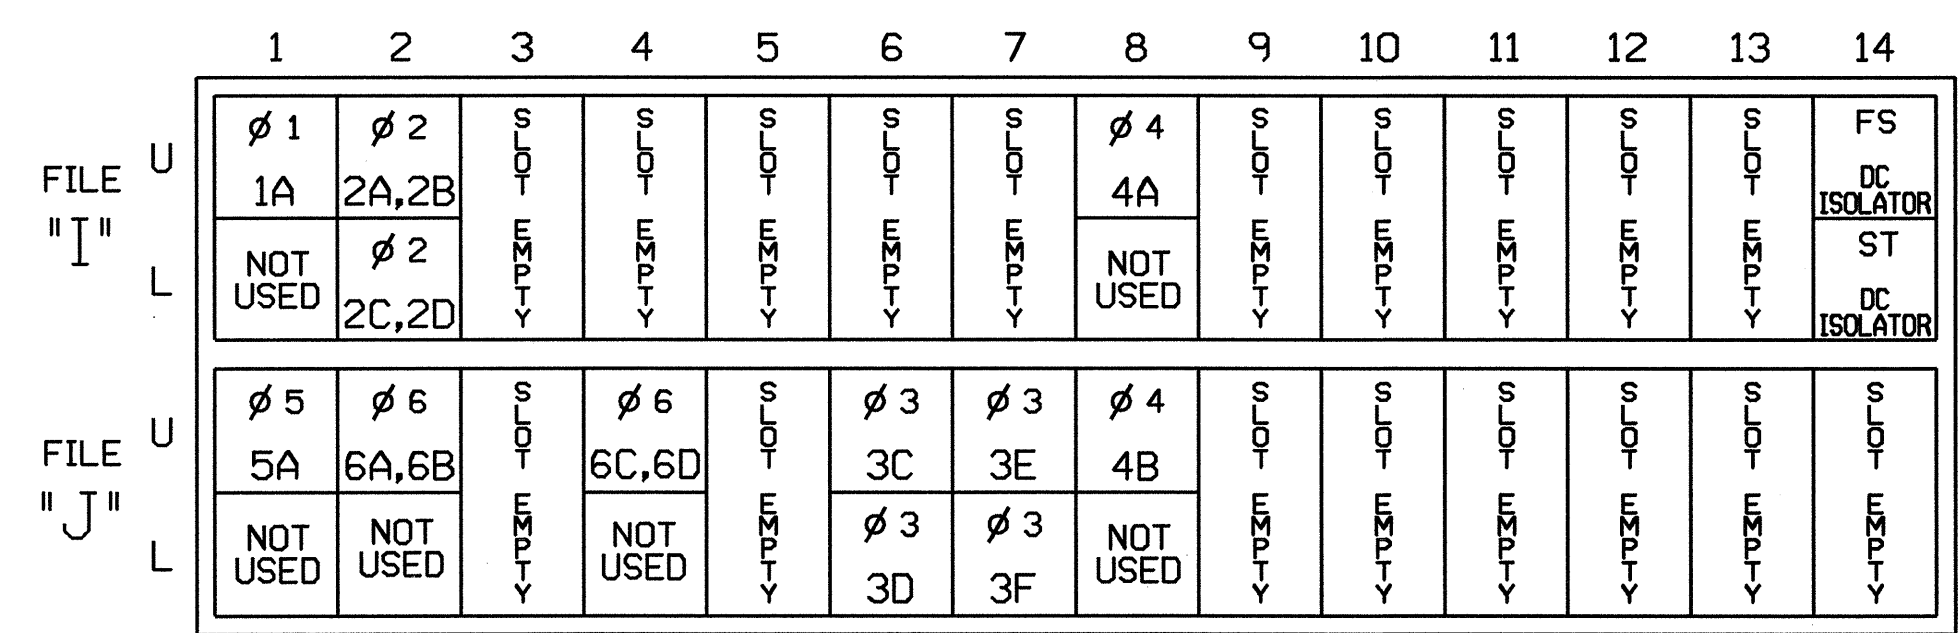 1 2 3 4 5 6 7 8 9 10 11 12 13 14
FILE "I"
U
L
ø 1
1A
NOT
USED
ø 2
2A,2B
ø 2
2C,2D
SLOT EMPTY
SLOT EMPTY
SLOT EMPTY
SLOT EMPTY
SLOT EMPTY
ø 4
4A
NOT
USED
SLOT EMPTY
SLOT EMPTY
SLOT EMPTY
SLOT EMPTY
SLOT EMPTY
FS
DC
ISOLATOR
ST
DC
ISOLATOR
FILE "J"
U
L
ø 5
5A
NOT
USED
ø 6
6A,6B
NOT
USED
SLOT EMPTY
ø 6
6C,6D
NOT
USED
SLOT EMPTY
ø 3
3C
ø 3
3D
ø 3
3E
ø 3
3F
ø 4
4B
NOT
USED
SLOT EMPTY
SLOT EMPTY
SLOT EMPTY
SLOT EMPTY
SLOT EMPTY
SLOT EMPTY